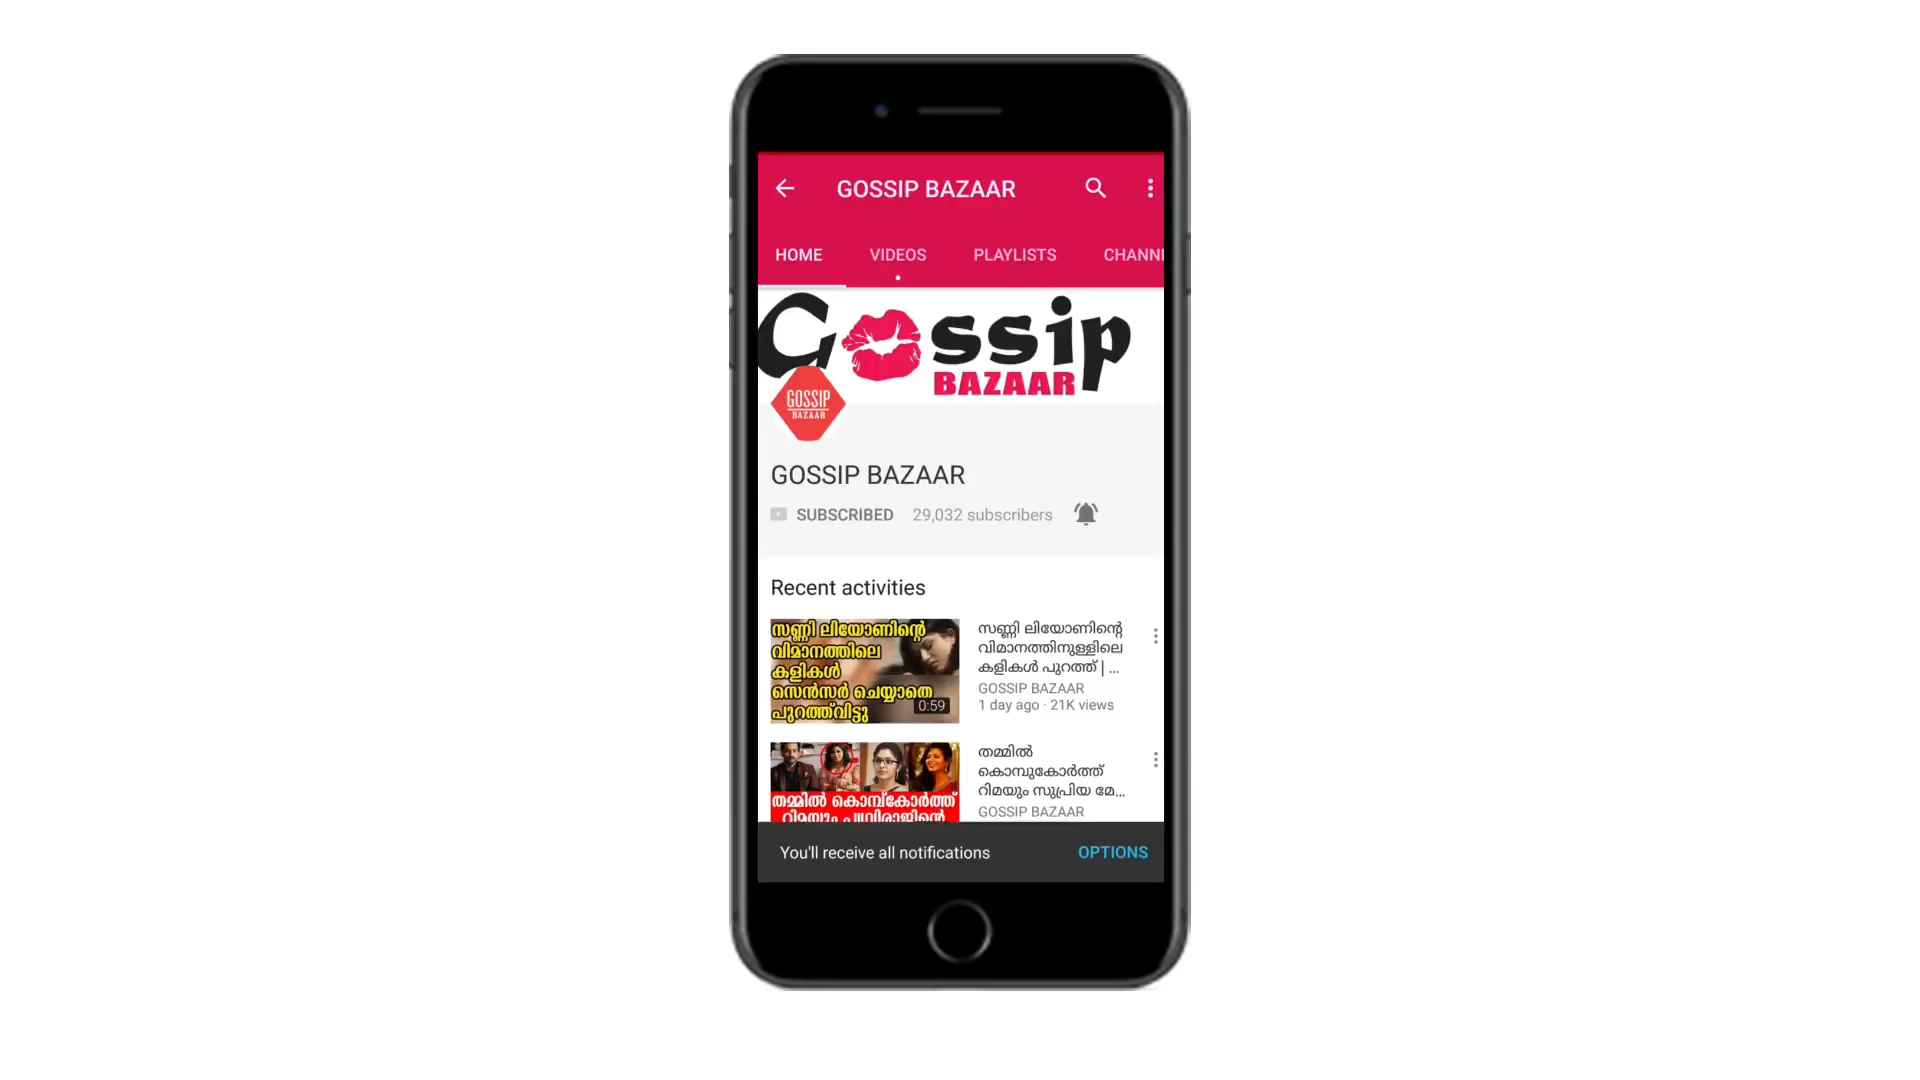 GOSSIP BAZAAR
HOME VIDEOS PLAYLISTS CHANN
Gossip
BAZAAR
GOSSIP
BAZAAR
GOSSIP BAZAAR
SUBSCRIBED 29,032 subscribers
Recent activities
സണ്ണി ലിയോണിന്റെ
വിമാനത്തിലെ
കളികൾ
സെൻസർ ചെയ്യാതെ
പുറത്ത്‌വിട്ടു
0:59
സണ്ണി ലിയോണിന്റെ
വിമാനത്തിനുള്ളിലെ
കളികൾ പുറത്ത് | ...
GOSSIP BAZAAR
1 day ago · 21K views
തമ്മിൽ കൊമ്പ്കോർത്ത്
റിമയും പൃഥ്വിരാജിന്റെ
തമ്മിൽ
കൊമ്പുകോർത്ത്
റിമയും സുപ്രിയ മേ...
GOSSIP BAZAAR
You'll receive all notifications OPTIONS